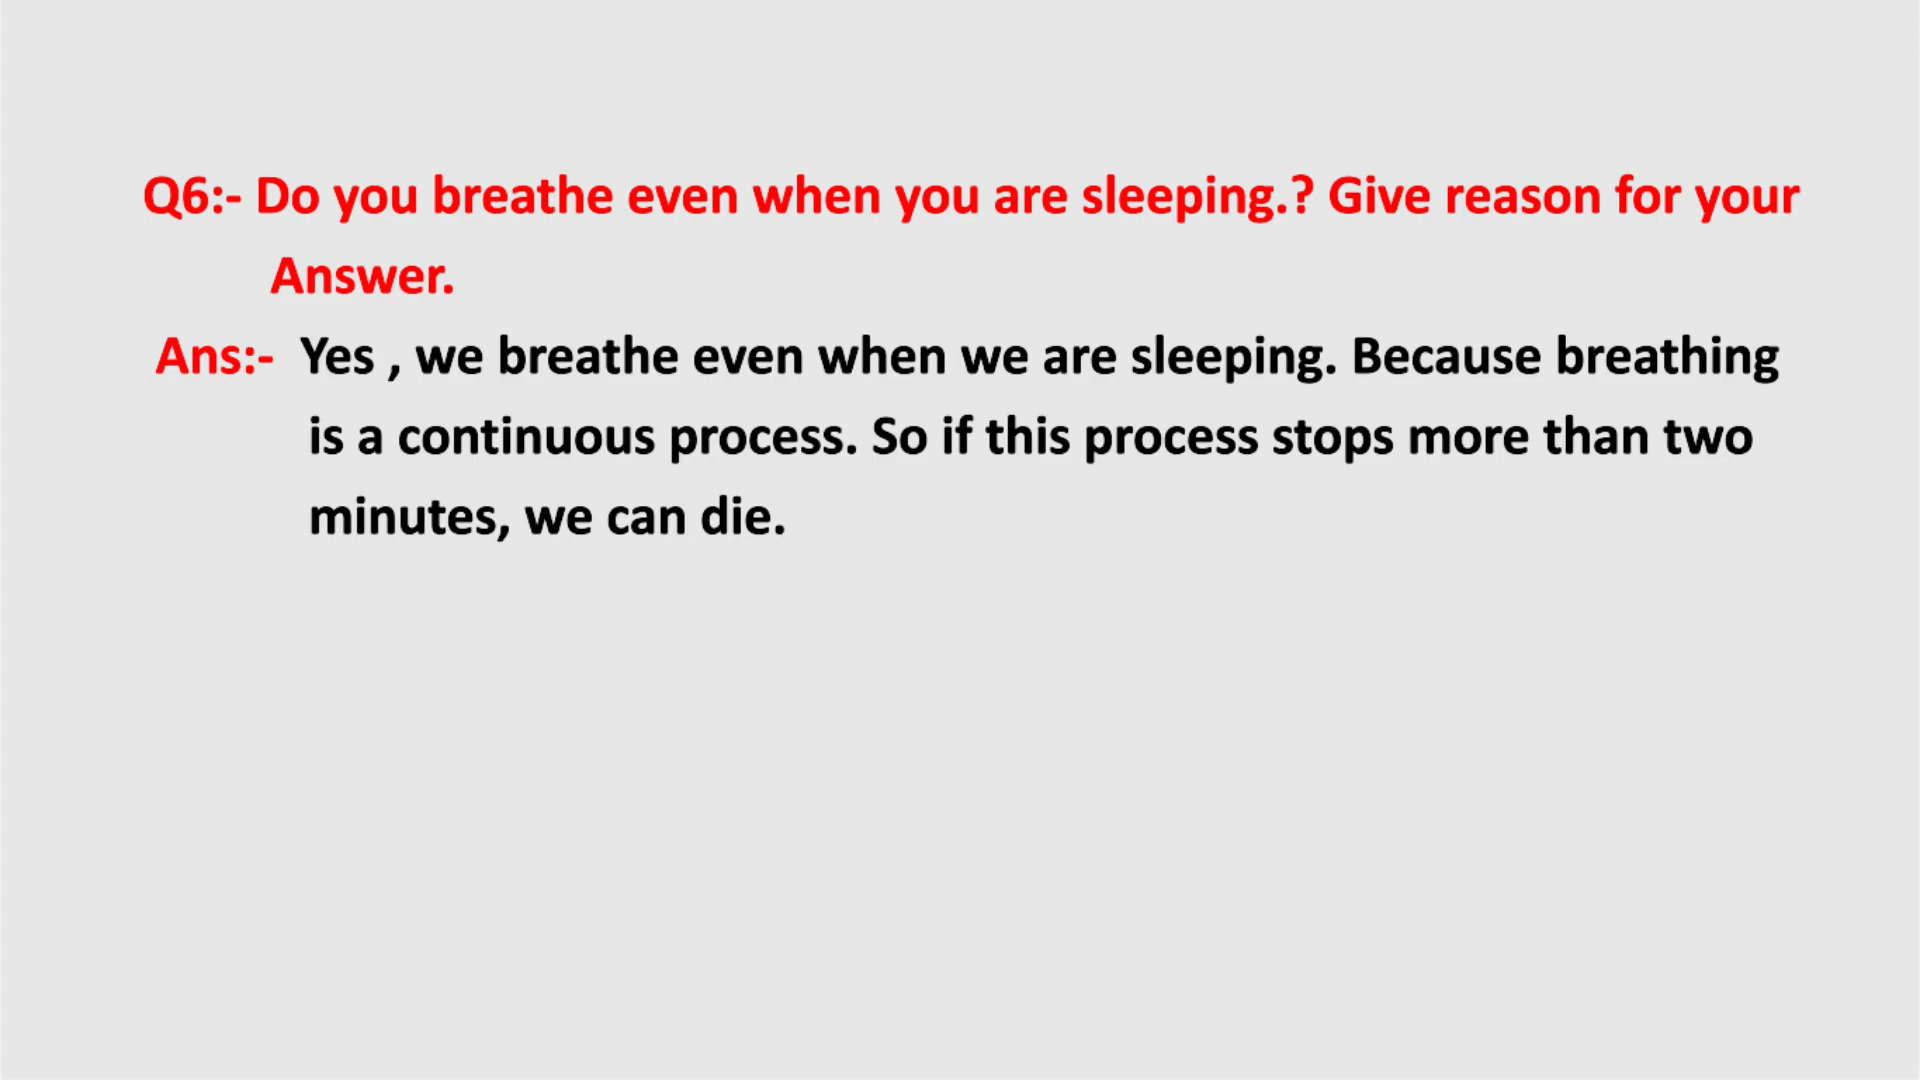 Q6:- Do you breathe even when you are sleeping.? Give reason for your
Answer.
Ans:- Yes , we breathe even when we are sleeping. Because breathing
is a continuous process. So if this process stops more than two
minutes, we can die.